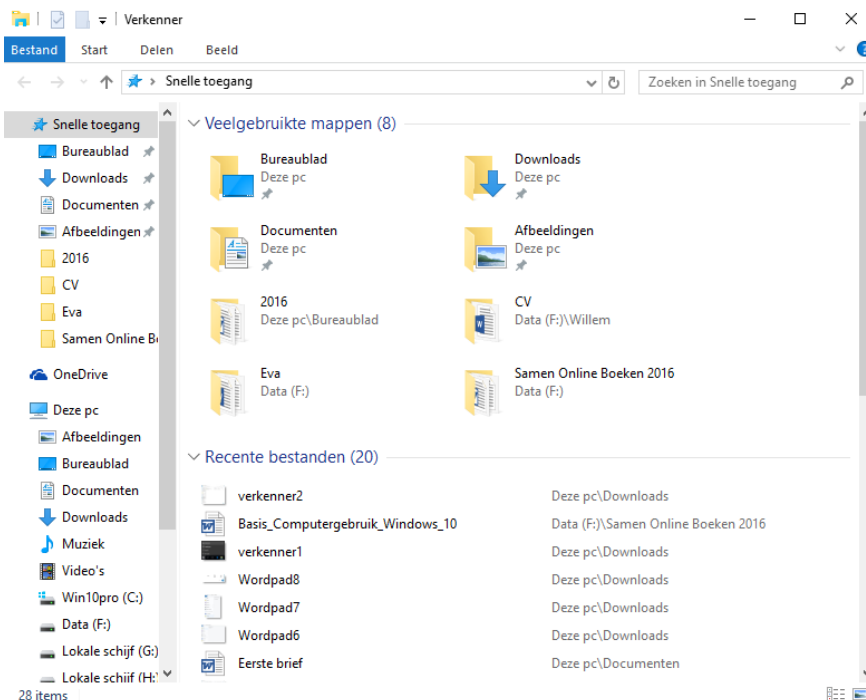 Verkenner
Bestand Start Delen Beeld
Snelle toegang Zoeken in Snelle toegang
Snelle toegang
Bureaublad
Downloads
Documenten
Afbeeldingen
2016
CV
Eva
Samen Online B
OneDrive
Deze pc
Afbeeldingen
Bureaublad
Documenten
Downloads
Muziek
Video's
Win10pro (C:)
Data (F:)
Lokale schijf (G:)
Lokale schijf (H:
Veelgebruikte mappen (8)
Bureaublad
Deze pc
Downloads
Deze pc
Documenten
Deze pc
Afbeeldingen
Deze pc
2016
Deze pc\Bureaublad
CV
Data (F:)\Willem
Eva
Data (F:)
Samen Online Boeken 2016
Data (F:)
Recente bestanden (20)
verkenner2 Deze pc\Downloads
Basis_Computergebruik_Windows_10 Data (F:)\Samen Online Boeken 2016
verkenner1 Deze pc\Downloads
Wordpad8 Deze pc\Downloads
Wordpad7 Deze pc\Downloads
Wordpad6 Deze pc\Downloads
Eerste brief Deze pc\Documenten
28 items